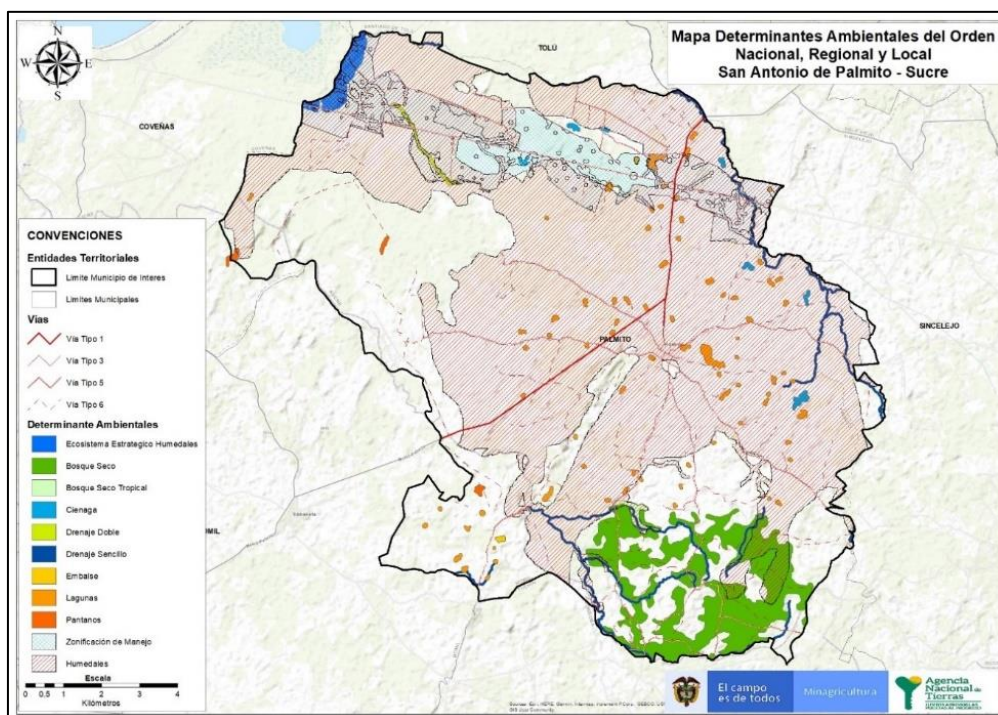 Mapa Determinantes Ambientales del Orden
Nacional, Regional y Local
San Antonio de Palmito - Sucre
N
W
E
S
TOLÚ
COVEÑAS
SINCELEJO
PALMITO
CONVENCIONES
Entidades Territoriales
Limite Municipio de Interes
Limites Municipales
Vias
Via Tipo 1
Via Tipo 3
Via Tipo 5
Via Tipo 6
Determinante Ambientales
Ecosistema Estrategico Humedales
Bosque Seco
Bosque Seco Tropical
Cienaga
Drenaje Doble
Drenaje Sencillo
Embalse
Lagunas
Pantanos
Zonificación de Manejo
Humedales
Escala
0 0.5 1 2 3 4
Kilómetros
El campo
es de todos
Minagricultura
Agencia
Nacional de
Tierras